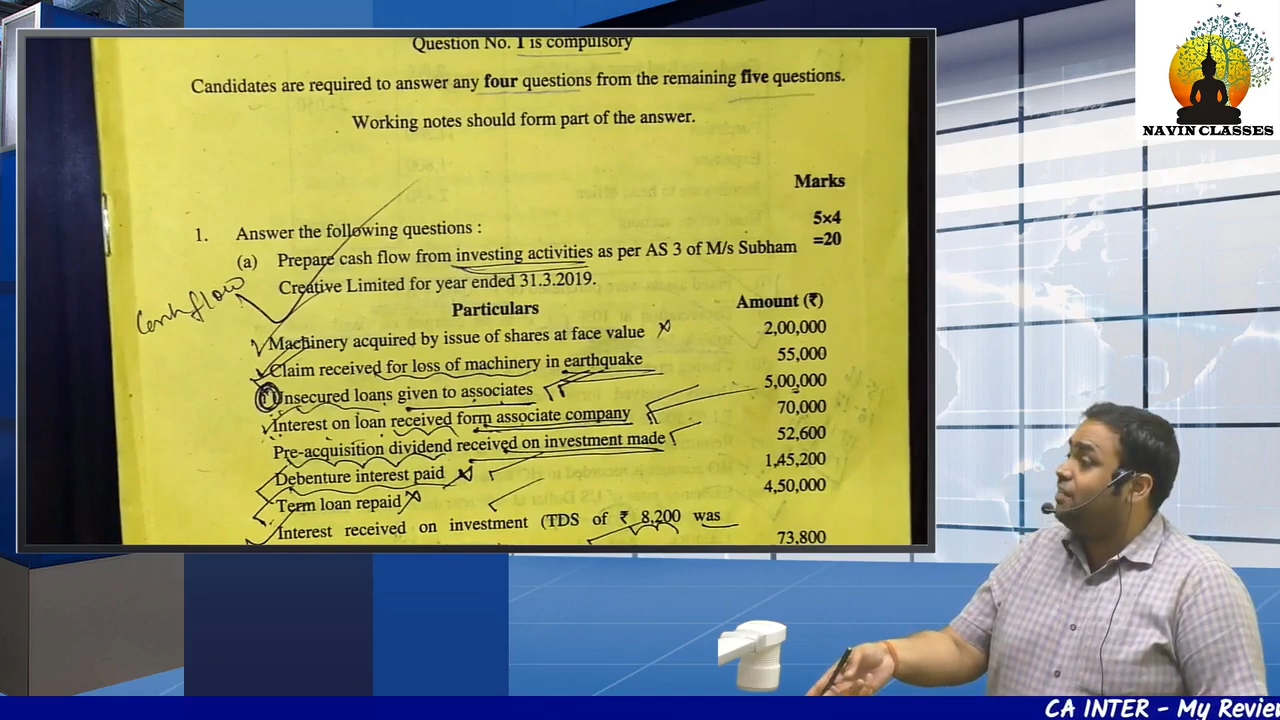 NAVIN CLASSES
Question No. 1 is compulsory
Candidates are required to answer any four questions from the remaining five questions.
Working notes should form part of the answer.
Marks
1. Answer the following questions : 5×4
=20
(a) Prepare cash flow from investing activities as per AS 3 of M/s Subham
Creative Limited for year ended 31.3.2019.
Cash flow
Particulars Amount (₹)
Machinery acquired by issue of shares at face value 2,00,000
Claim received for loss of machinery in earthquake 55,000
Unsecured loans given to associates 5,00,000
Interest on loan received form associate company 70,000
Pre-acquisition dividend received on investment made 52,600
Debenture interest paid 1,45,200
Term loan repaid 4,50,000
Interest received on investment (TDS of ₹ 8,200 was
73,800
CA INTER - My Review